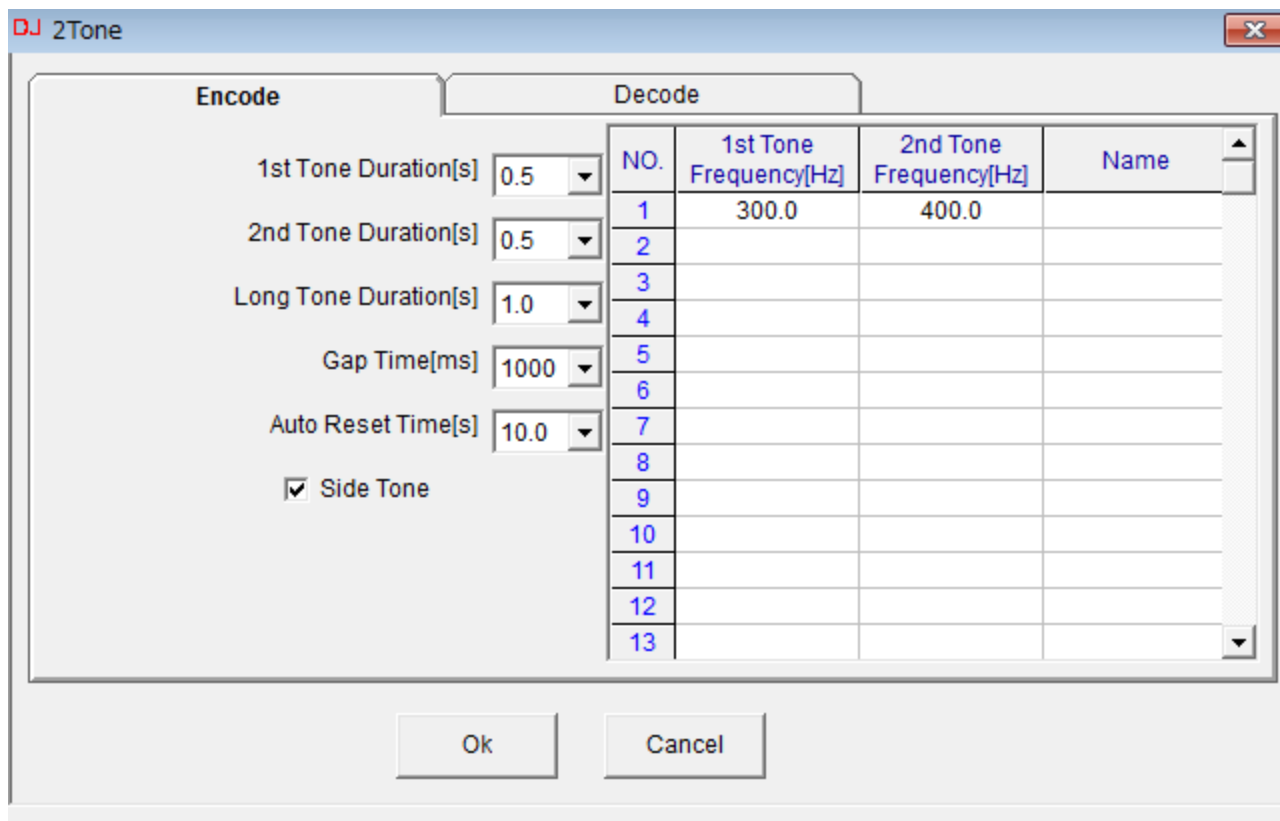 DJ 2Tone
Encode
Decode
1st Tone Duration[s] 0.5
2nd Tone Duration[s] 0.5
Long Tone Duration[s] 1.0
Gap Time[ms] 1000
Auto Reset Time[s] 10.0
Side Tone
NO. 1st Tone Frequency[Hz] 2nd Tone Frequency[Hz] Name
1 300.0 400.0
2
3
4
5
6
7
8
9
10
11
12
13
Ok
Cancel